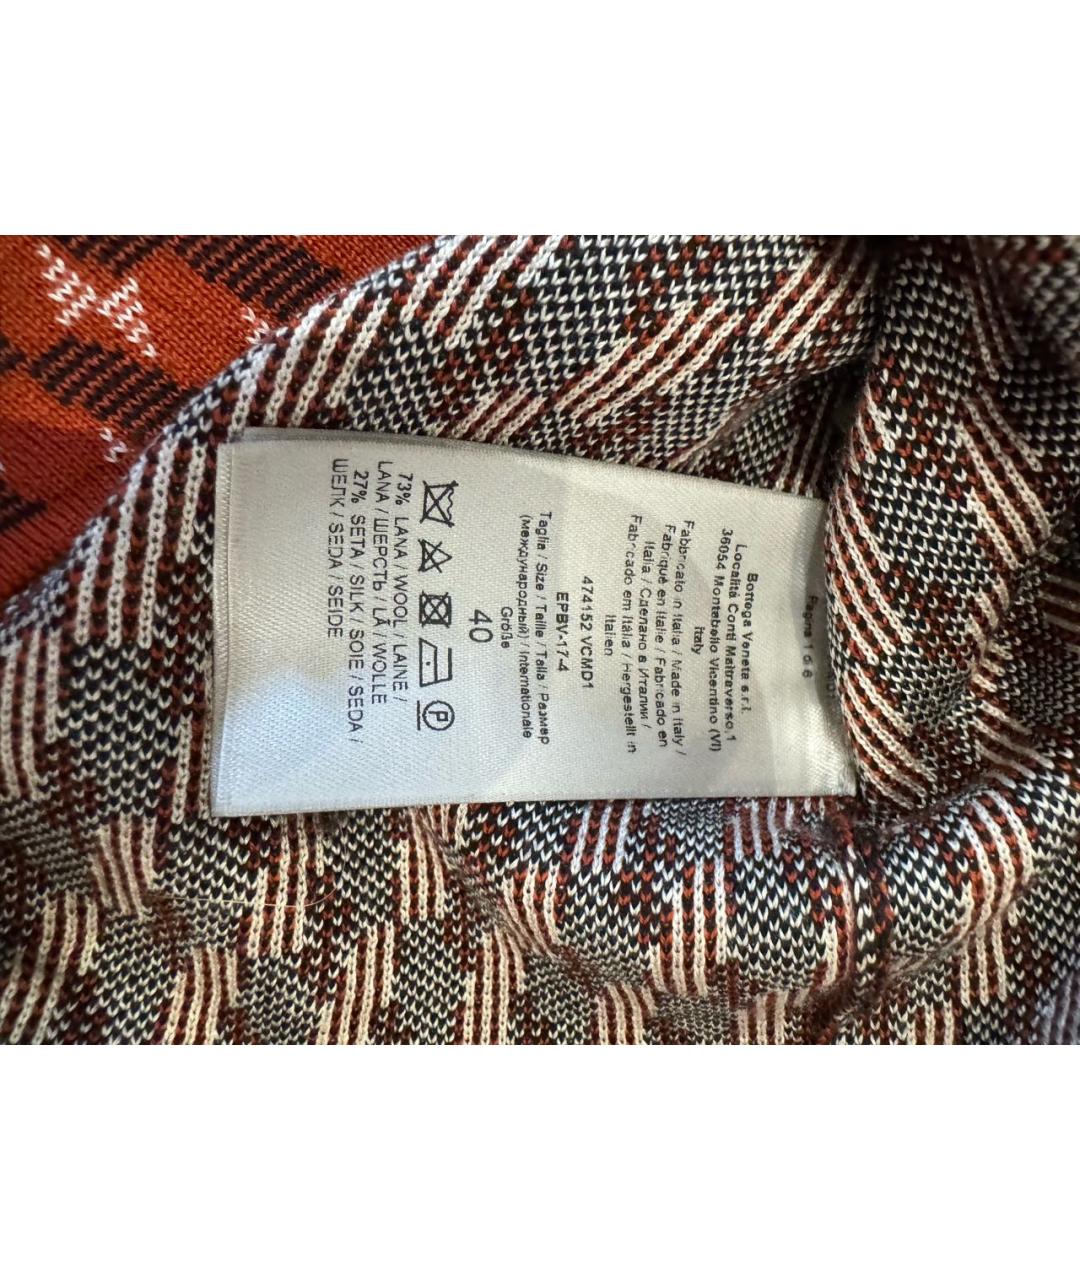 Pagina 1 di 6
Bottega Veneta s.r.l.
Località Conti Maltraverso,1
36054 Montebello Vicentino (VI)
Italy
Fabbricato in Italia / Made in Italy /
Fabriqué en Italie / Fabricado en
Italia / Сделано в Италии /
Fabricado em Itália / Hergestellt in
Italien
474152 VCMD1
EPBV-17-4
Taglia / Size / Taille / Talla / Размер
(международный) / Internationale
Größe
40
P
73% LANA / WOOL / LAINE /
LANA / ШЕРСТЬ / LÃ / WOLLE
27% SETA / SILK / SOIE / SEDA /
ШЕЛК / SEDA / SEIDE